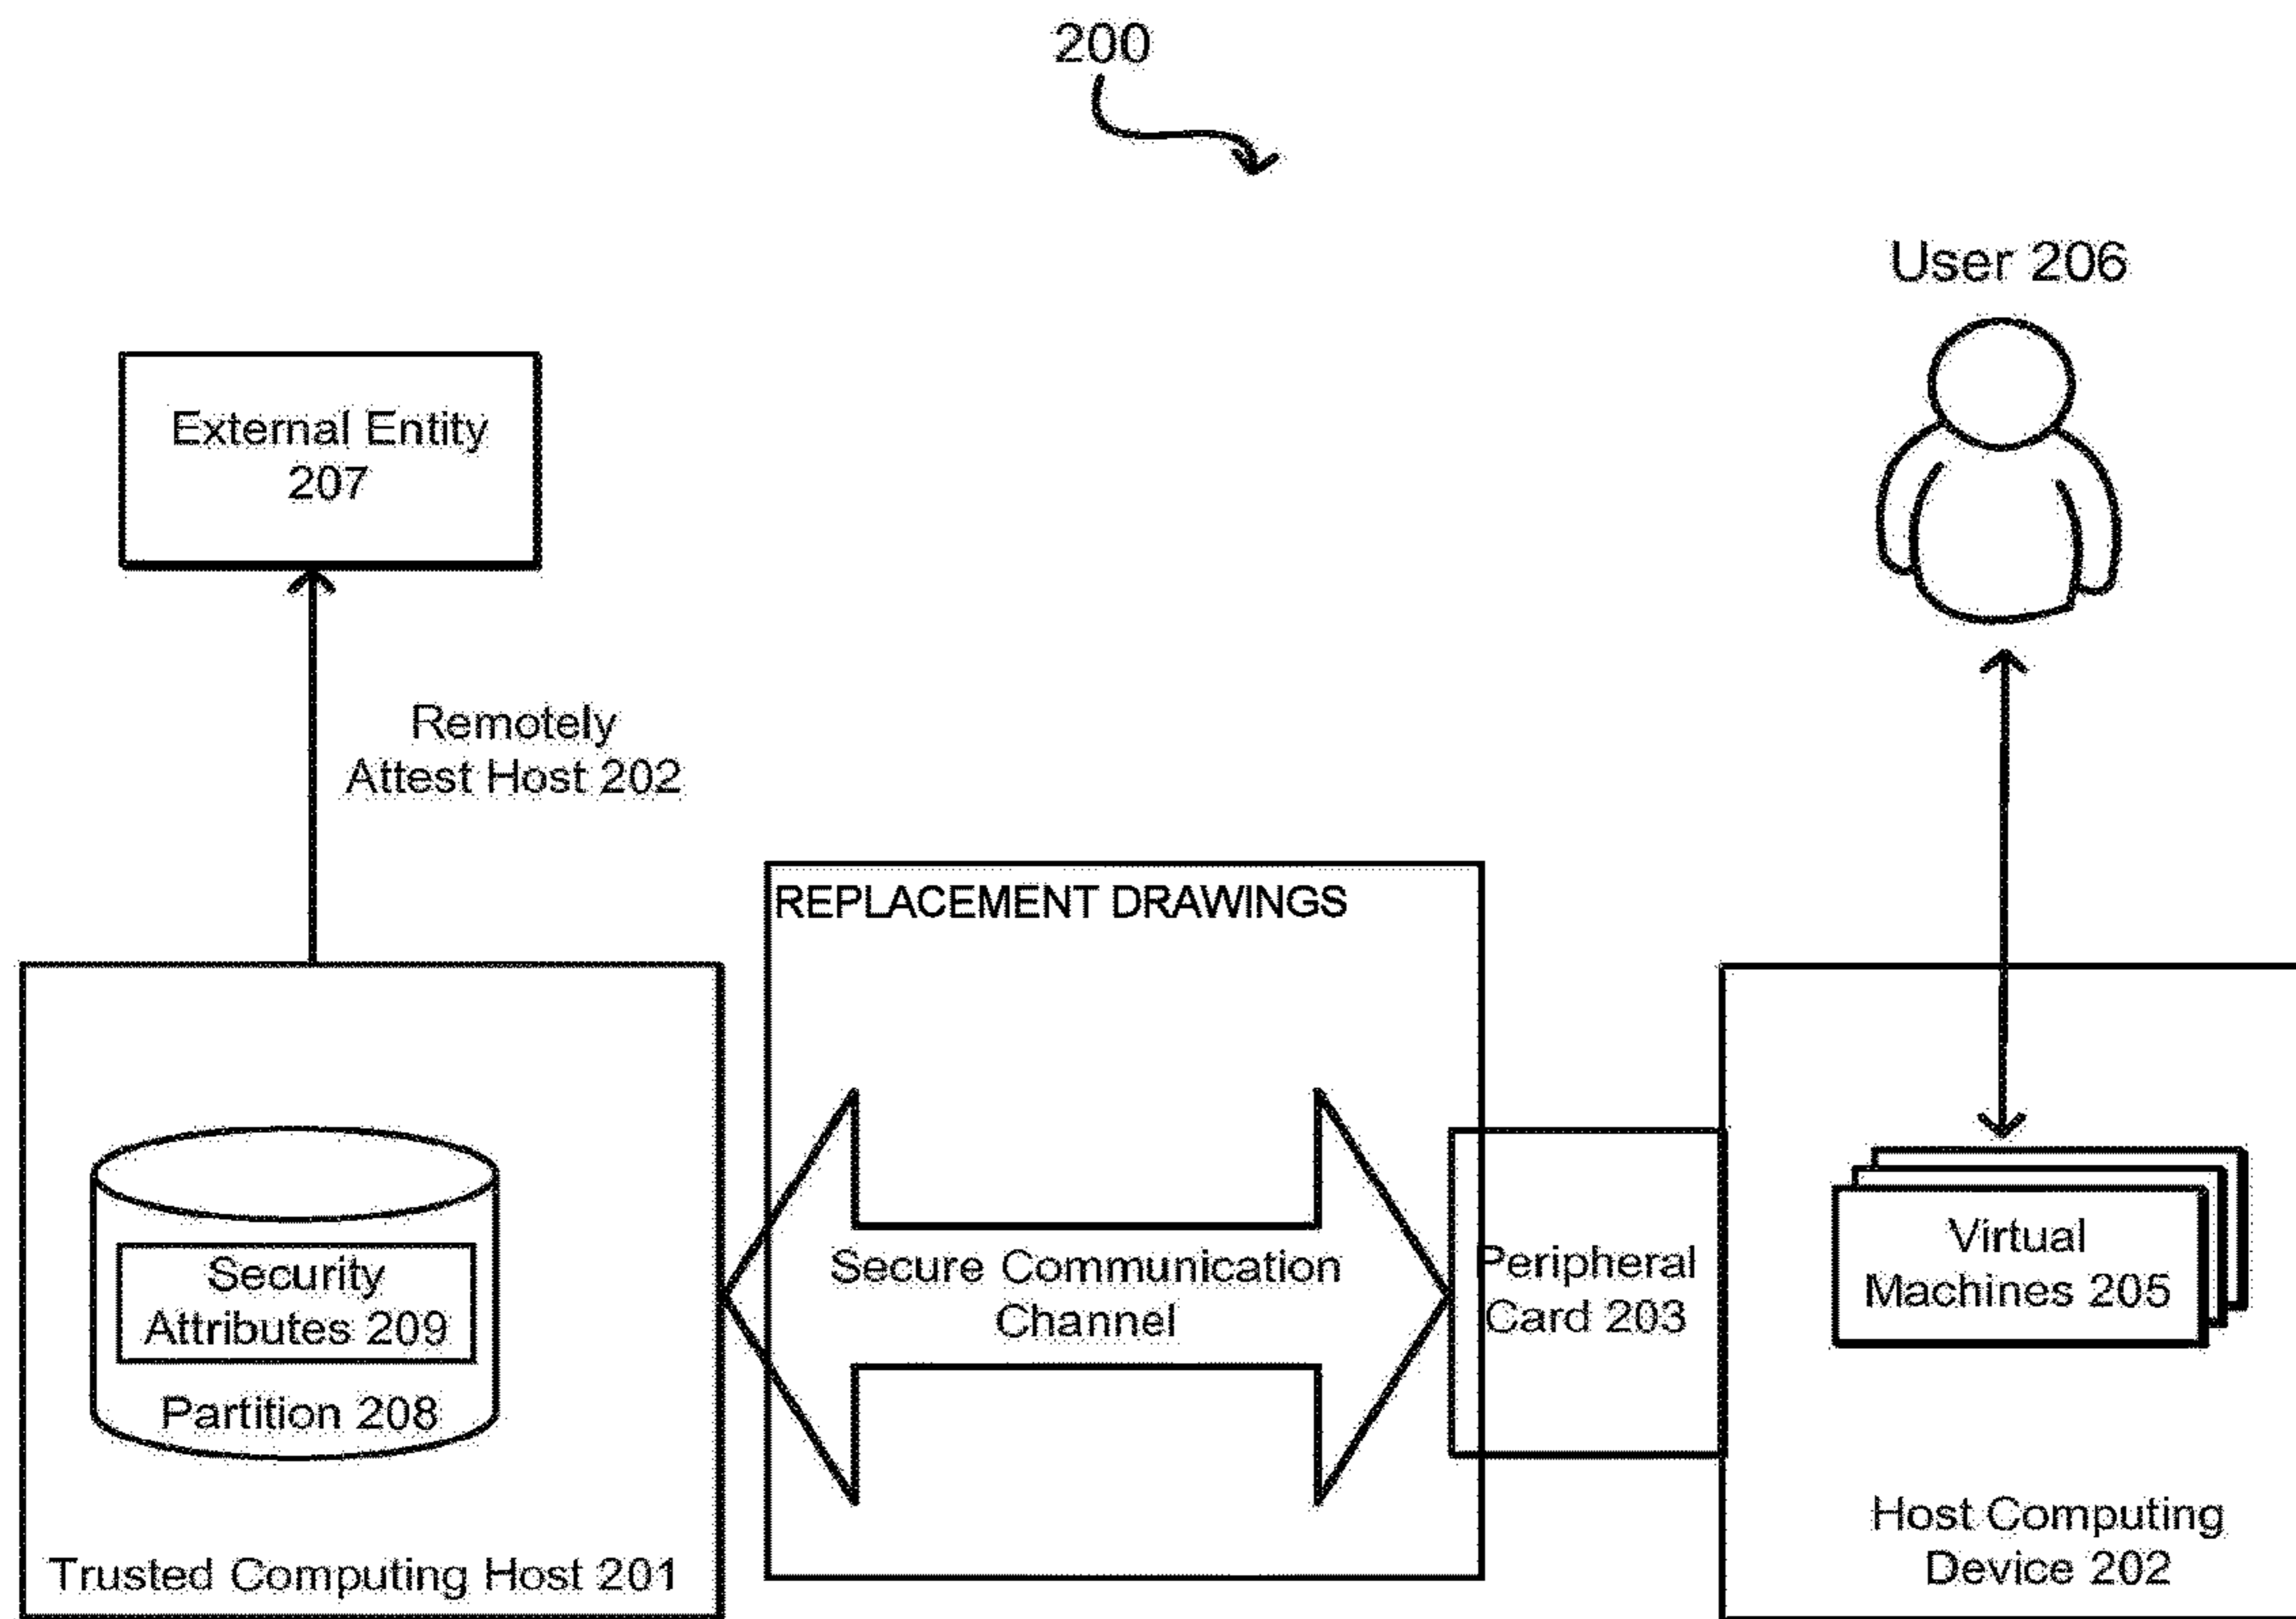 200
User 206
External Entity
207
Remotely
Attest Host 202
REPLACEMENT DRAWINGS
Security
Attributes 209
Partition 208
Trusted Computing Host 201
Secure Communication
Channel
Peripheral
Card 203
Virtual
Machines 205
Host Computing
Device 202